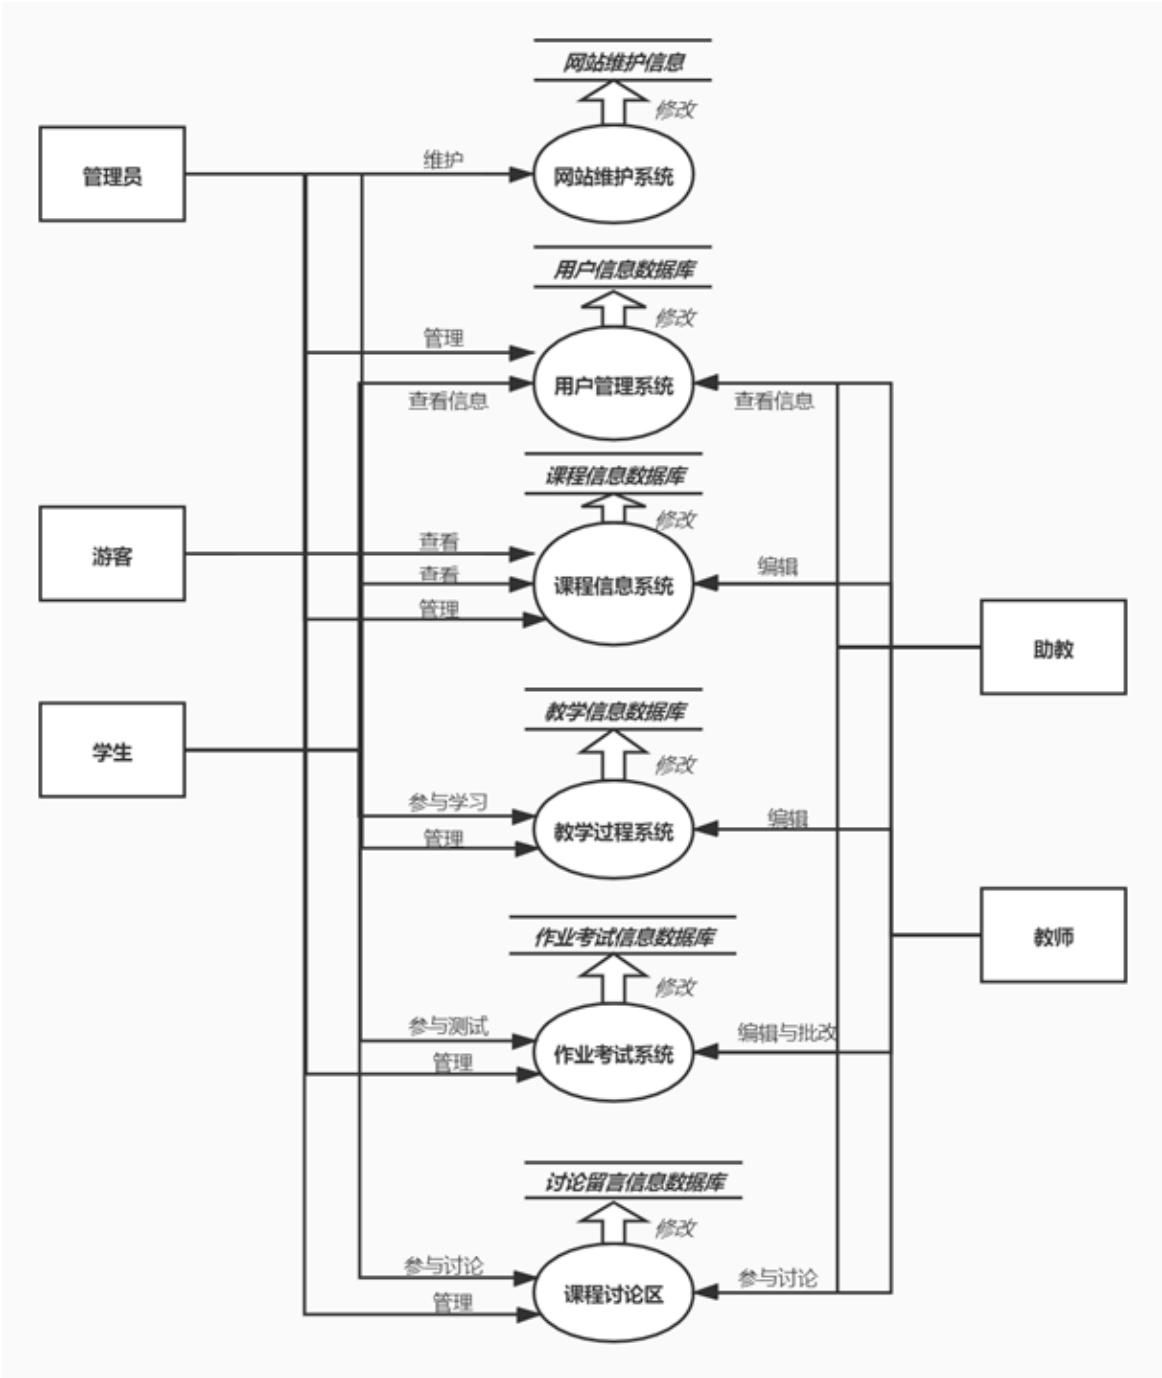 网站维护信息
修改
管理员
维护
网站维护系统
用户信息数据库
修改
管理
用户管理系统
查看信息
查看信息
课程信息数据库
修改
游客
查看
查看
课程信息系统
编辑
管理
助教
教学信息数据库
学生
修改
参与学习
教学过程系统
编辑
管理
作业考试信息数据库
教师
修改
参与测试
编辑与批改
作业考试系统
管理
讨论留言信息数据库
修改
参与讨论
课程讨论区
参与讨论
管理